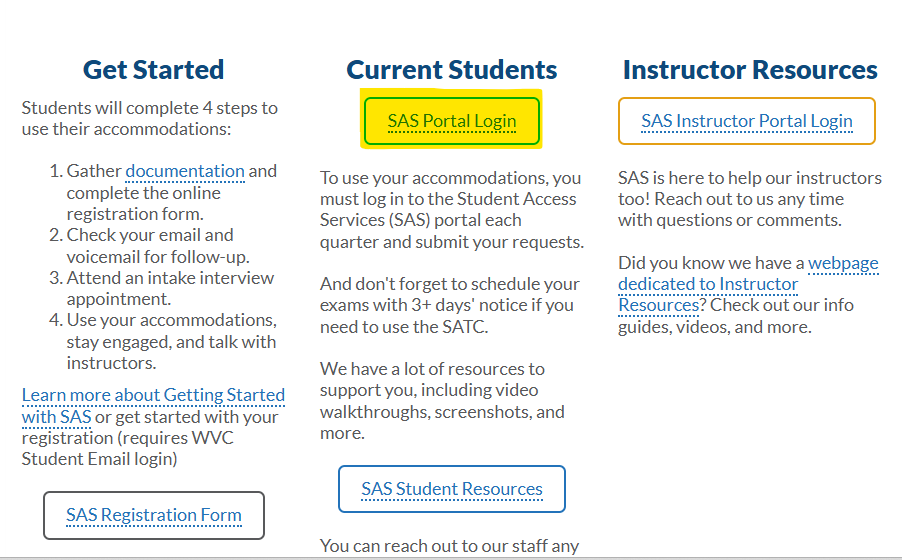 Get Started
Students will complete 4 steps to
use their accommodations:
1. Gather documentation and
complete the online
registration form.
2. Check your email and
voicemail for follow-up.
3. Attend an intake interview
appointment.
4. Use your accommodations,
stay engaged, and talk with
instructors.
Learn more about Getting Started
with SAS or get started with your
registration (requires WVC
Student Email login)
SAS Registration Form
Current Students
SAS Portal Login
To use your accommodations, you
must log in to the Student Access
Services (SAS) portal each
quarter and submit your requests.
And don't forget to schedule your
exams with 3+ days' notice if you
need to use the SATC.
We have a lot of resources to
support you, including video
walkthroughs, screenshots, and
more.
SAS Student Resources
You can reach out to our staff any
Instructor Resources
SAS Instructor Portal Login
SAS is here to help our instructors
too! Reach out to us any time
with questions or comments.
Did you know we have a webpage
dedicated to Instructor
Resources? Check out our info
guides, videos, and more.